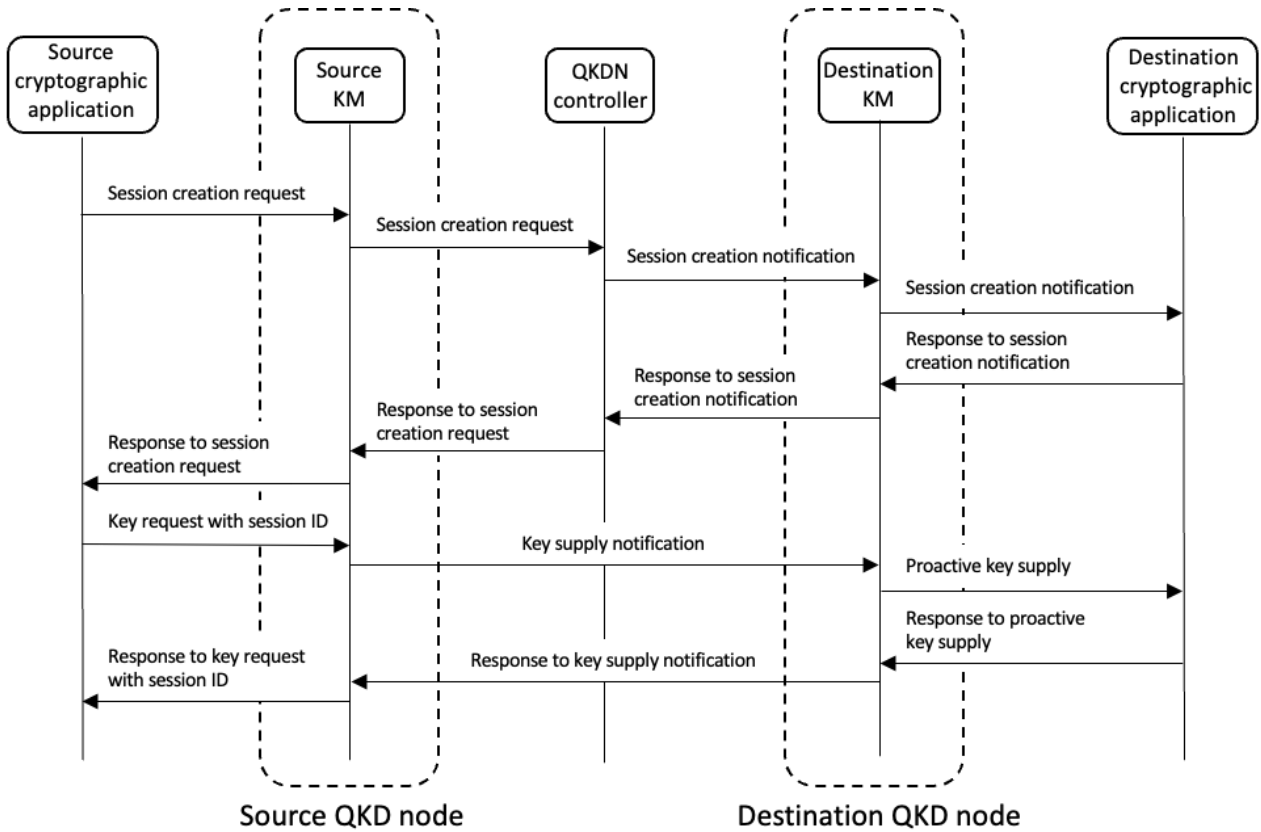 Source
cryptographic
application
Source
KM
QKDN
controller
Destination
KM
Destination
cryptographic
application
Session creation request
Session creation request
Session creation notification
Session creation notification
Response to session
creation notification
Response to session
creation notification
Response to session
creation request
Response to session
creation request
Key request with session ID
Key supply notification
Proactive key supply
Response to proactive
key supply
Response to key supply notification
Response to key request
with session ID
Source QKD node
Destination QKD node